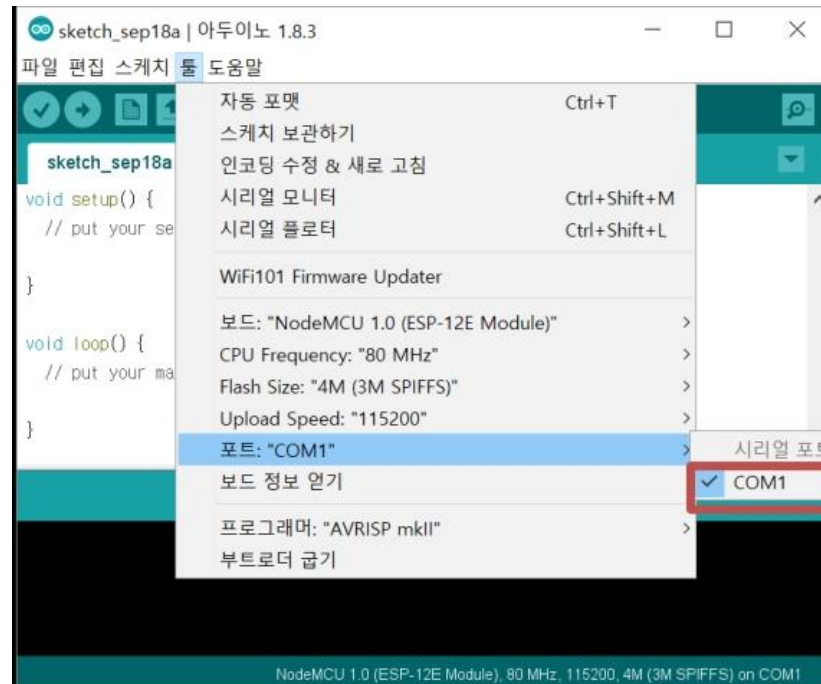 sketch_sep18a | 아두이노 1.8.3
파일 편집 스케치 툴 도움말
자동 포맷 Ctrl+T
스케치 보관하기
sketch_sep18a
인코딩 수정 & 새로 고침
void setup() {
시리얼 모니터 Ctrl+Shift+M
// put your se
시리얼 플로터 Ctrl+Shift+L
}
WiFi101 Firmware Updater
보드: "NodeMCU 1.0 (ESP-12E Module)"
void loop() {
CPU Frequency: "80 MHz"
// put your ma
Flash Size: "4M (3M SPIFFS)"
Upload Speed: "115200"
}
포트: "COM1"
시리얼 포트
보드 정보 얻기
COM1
프로그래머: "AVRISP mkII"
부트로더 굽기
NodeMCU 1.0 (ESP-12E Module), 80 MHz, 115200, 4M (3M SPIFFS) on COM1